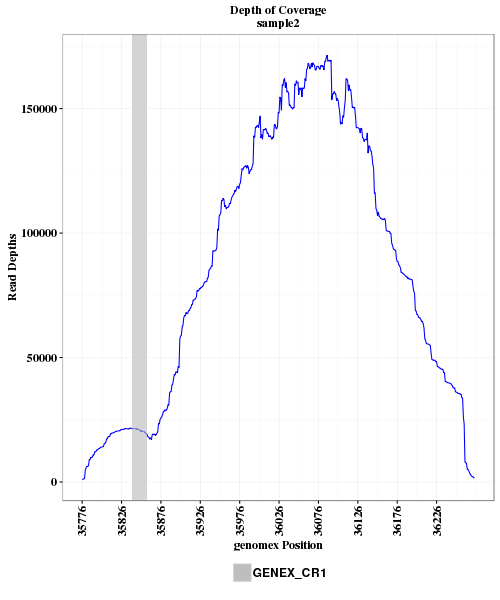 Depth of Coverage
sample2
Read Depths
150000
100000
50000
0
35776
35826
35876
35926
35976
36026
36076
36126
36176
36226
genomex Position
GENEX_CR1